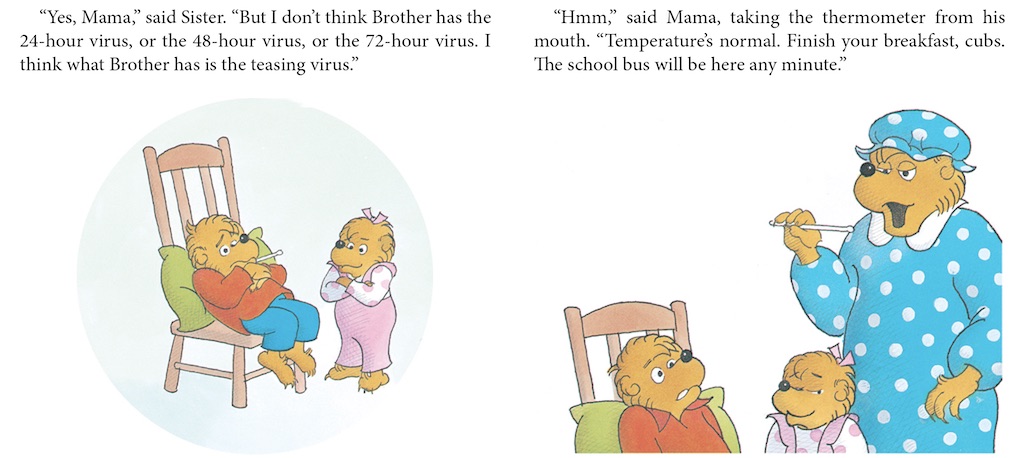 “Yes, Mama,” said Sister. “But I don’t think Brother has the
24-hour virus, or the 48-hour virus, or the 72-hour virus. I
think what Brother has is the teasing virus.”
“Hmm,” said Mama, taking the thermometer from his
mouth. “Temperature’s normal. Finish your breakfast, cubs.
The school bus will be here any minute.”